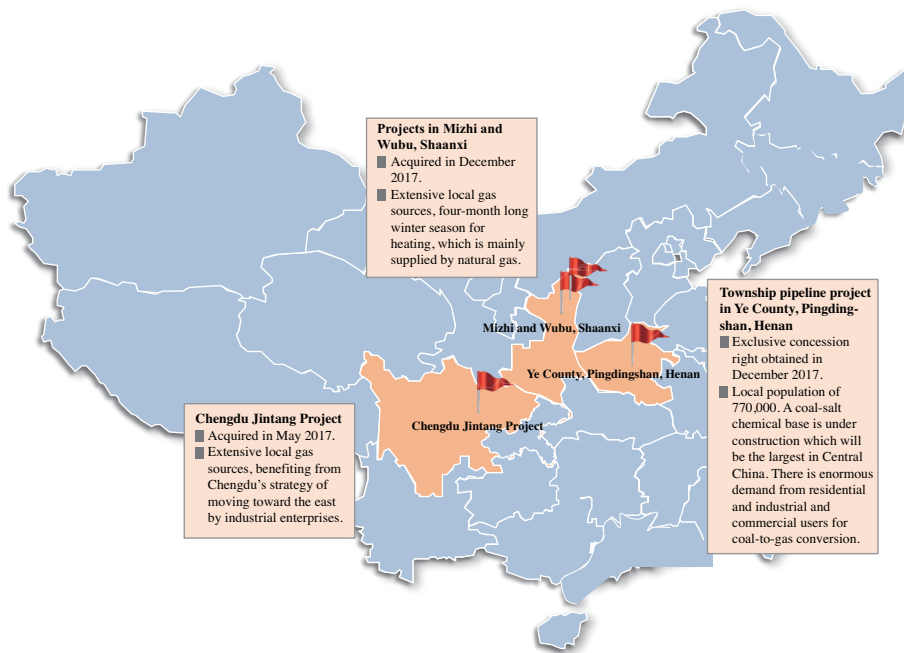 Projects in Mizhi and
Wubu, Shaanxi
Acquired in December
2017.
Extensive local gas
sources, four-month long
winter season for
heating, which is mainly
supplied by natural gas.
Township pipeline project
in Ye County, Pingding-
shan, Henan
Exclusive concession
right obtained in
December 2017.
Local population of
770,000. A coal-salt
chemical base is under
construction which will
be the largest in Central
China. There is enormous
demand from residential
and industrial and
commercial users for
coal-to-gas conversion.
Mizhi and Wubu, Shaanxi
Ye County, Pingdingshan, Henan
Chengdu Jintang Project
Chengdu Jintang Project
Acquired in May 2017.
Extensive local gas
sources, benefiting from
Chengdu’s strategy of
moving toward the east
by industrial enterprises.